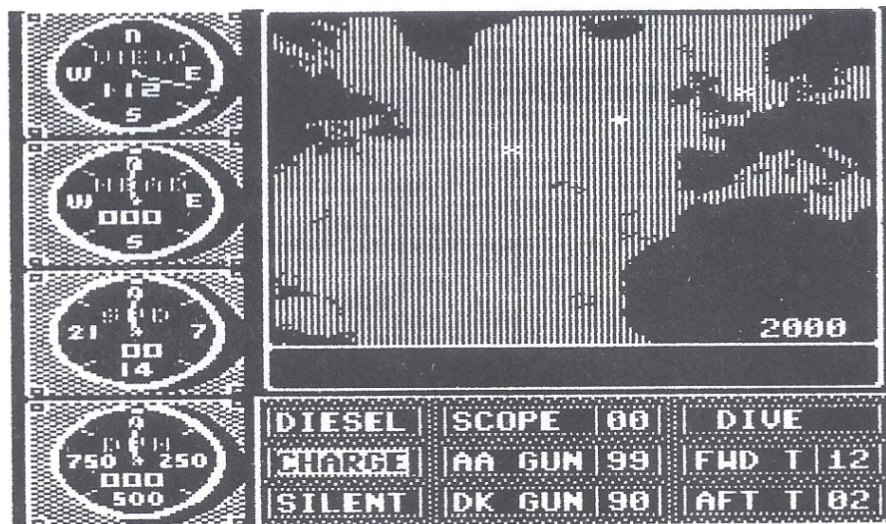 N
W E
112
S
W E
000
S
21 7
00
14
750 250
000
500
2000
DIESEL SCOPE 00 DIVE
CHARGE AA GUN 99 FWD T 12
SILENT DK GUN 90 AFT T 02